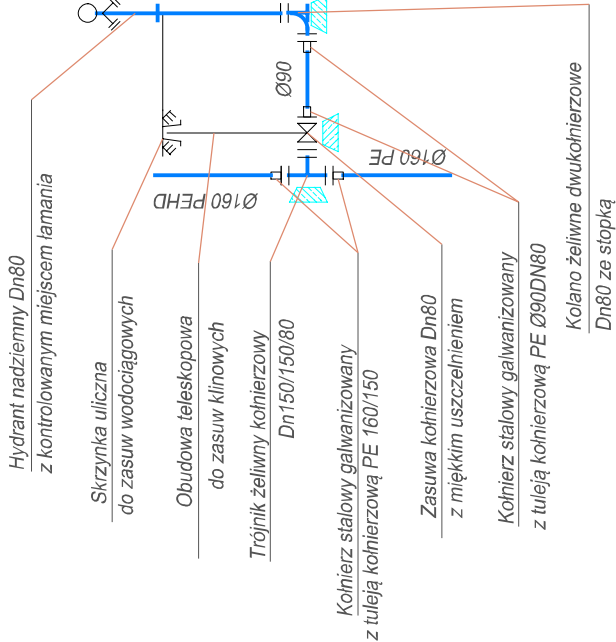 Hydrant nadziemny Dn80
z kontrolowanym miejscem łamania
Skrzynka uliczna
do zasuw wodociągowych
Obudowa teleskopowa
do zasuw klinowych
Trójnik żeliwny kołnierzowy
Dn150/150/80
Kołnierz stalowy galwanizowany
z tuleją kołnierzową PE 160/150
Zasuwa kołnierzowa Dn80
z miękkim uszczelnieniem
Kołnierz stalowy galwanizowany
z tuleją kołnierzową PE Ø90DN80
Kolano żeliwne dwukołnierzowe
Dn80 ze stopką
Ø160 PEHD
Ø90
Ø160 PE